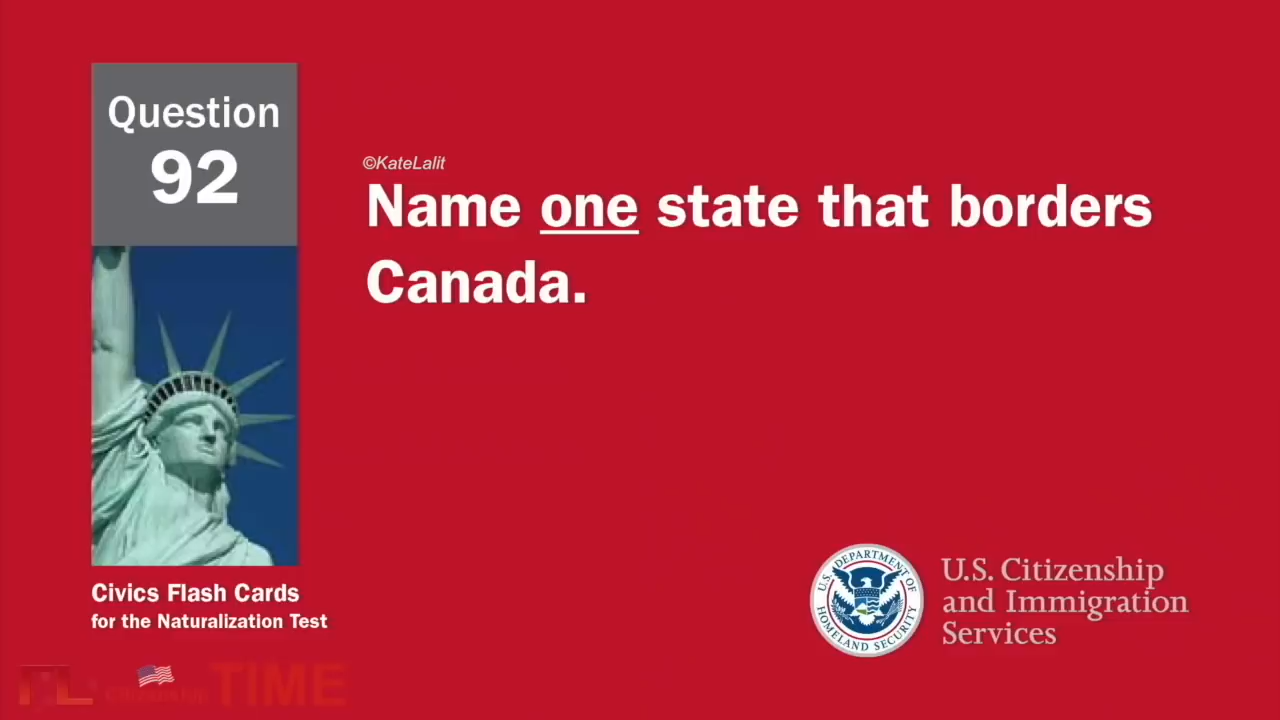 Question
92
©KateLalit
Name one state that borders
Canada.
Civics Flash Cards
for the Naturalization Test
U.S. DEPARTMENT OF
HOMELAND SECURITY
U.S. Citizenship
and Immigration
Services
TIME